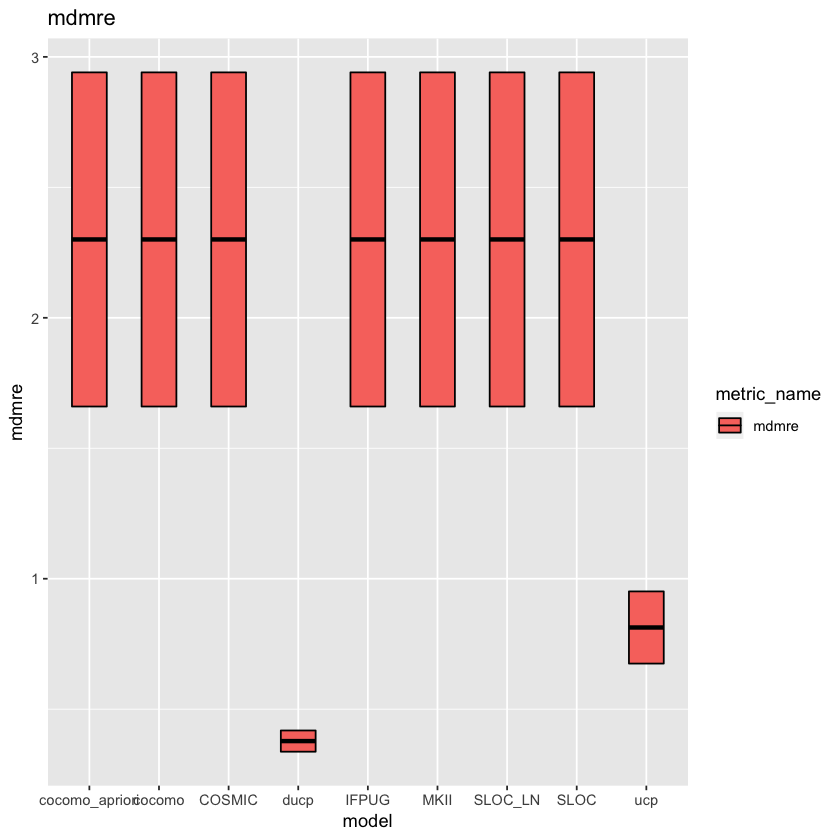 mdmre
3
2
1
mdmre
cocomo_apriori cocomo COSMIC ducp IFPUG MKII SLOC_LN SLOC ucp
model
metric_name
mdmre